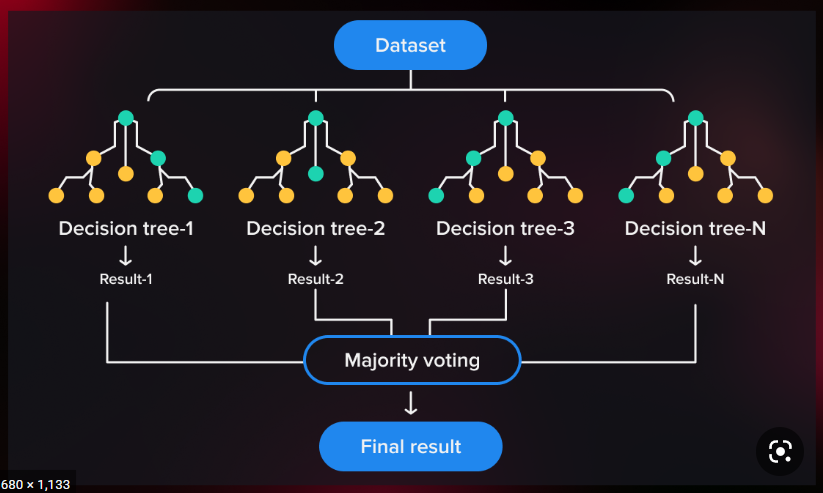 Dataset
Decision tree-1
Decision tree-2
Decision tree-3
Decision tree-N
Result-1
Result-2
Result-3
Result-N
Majority voting
Final result
680 × 1,133